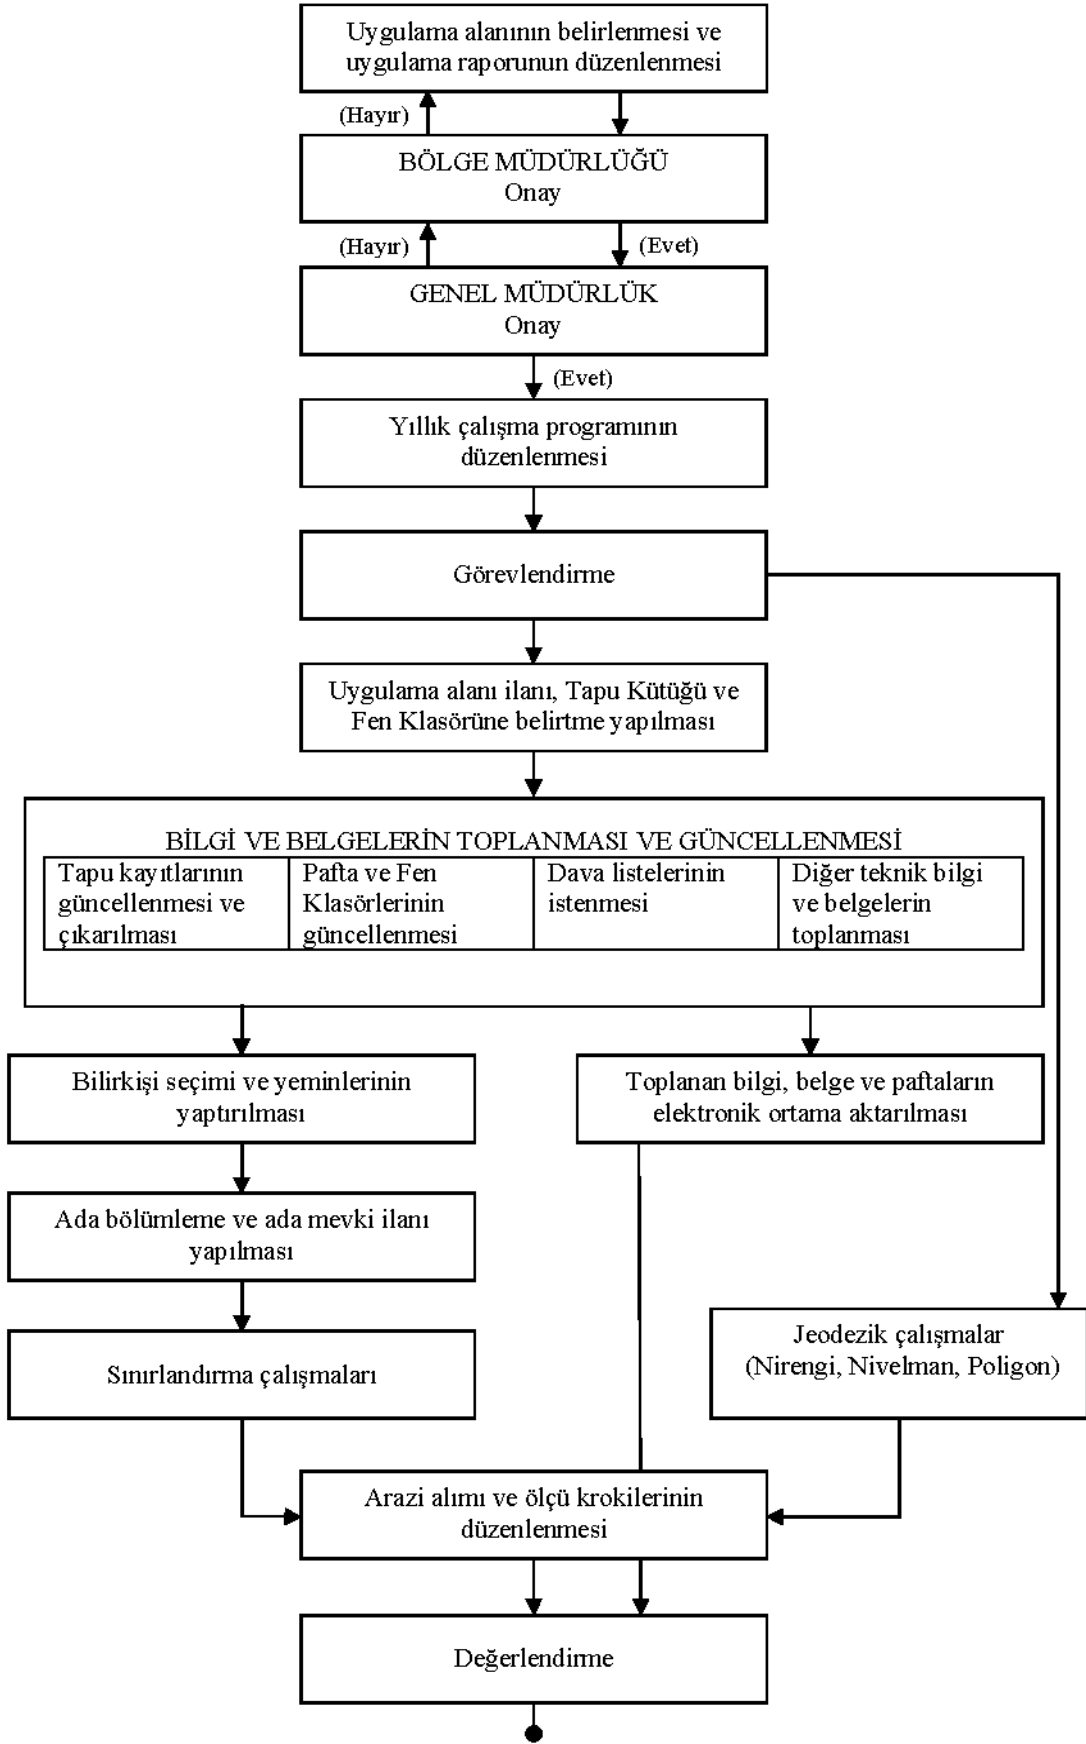 Uygulama alanının belirlenmesi ve
uygulama raporunun düzenlenmesi
(Hayır)
BÖLGE MÜDÜRLÜĞÜ
Onay
(Hayır)
(Evet)
GENEL MÜDÜRLÜK
Onay
(Evet)
Yıllık çalışma programının
düzenlenmesi
Görevlendirme
Uygulama alanı ilanı, Tapu Kütüğü ve
Fen Klasörüne belirtme yapılması
BİLGİ VE BELGELERİN TOPLANMASI VE GÜNCELLENMESİ
Tapu kayıtlarının
güncellenmesi ve
çıkarılması
Pafta ve Fen
Klasörlerinin
güncellenmesi
Dava listelerinin
istenmesi
Diğer teknik bilgi
ve belgelerin
toplanması
Bilirkişi seçimi ve yeminlerinin
yaptırılması
Toplanan bilgi, belge ve paftaların
elektronik ortama aktarılması
Ada bölümleme ve ada mevki ilanı
yapılması
Sınırlandırma çalışmaları
Jeodezik çalışmalar
(Nirengi, Nivelman, Poligon)
Arazi alımı ve ölçü krokilerinin
düzenlenmesi
Değerlendirme